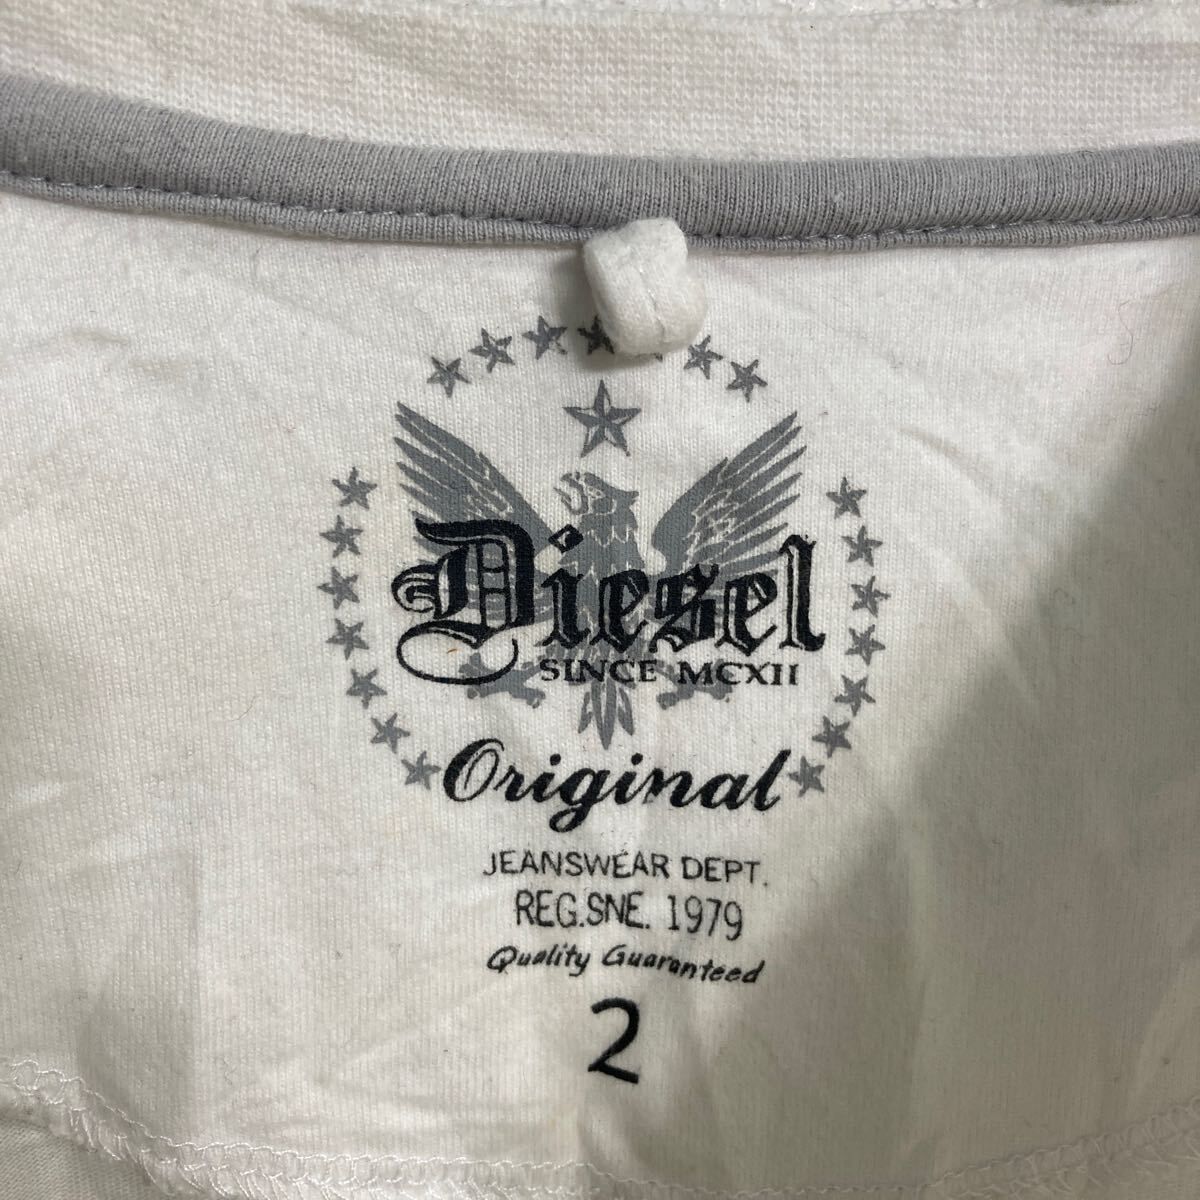 Diesel
SINCE MCXII
Original
JEANSWEAR DEPT.
REG.SNE. 1979
Quality Guaranteed
2